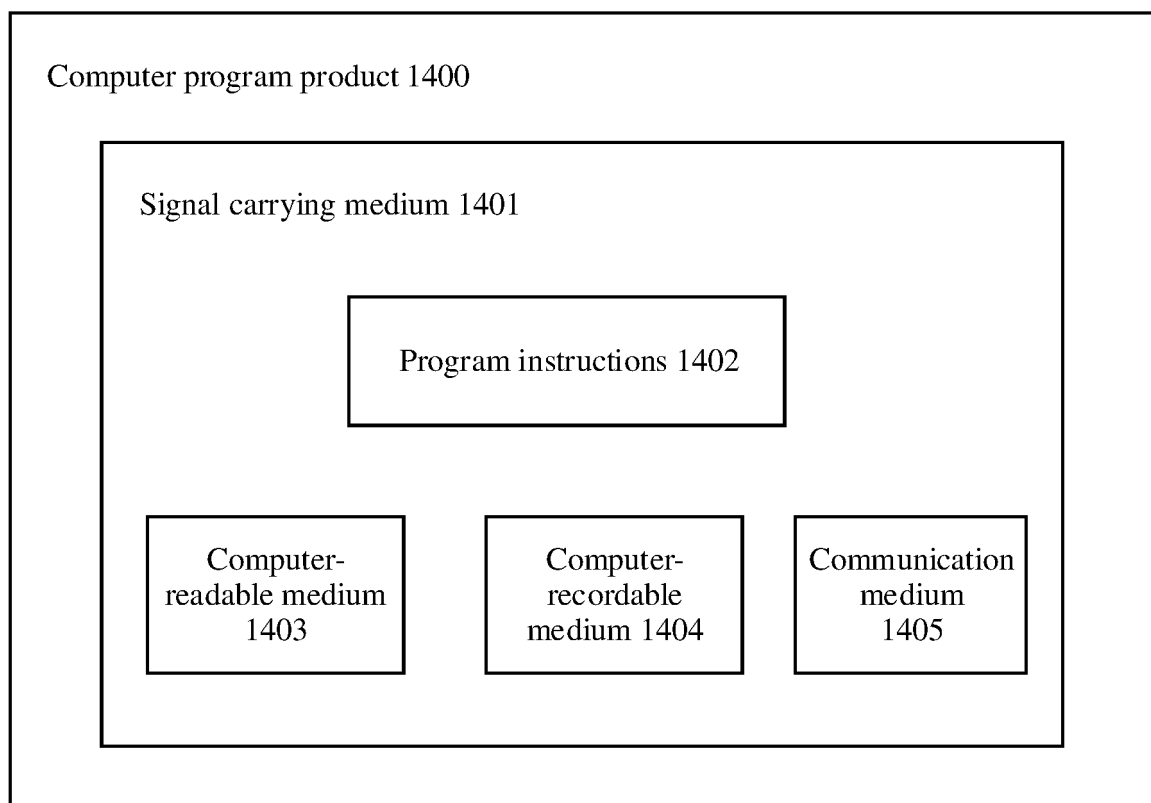 Computer program product 1400
Signal carrying medium 1401
Program instructions 1402
Computer-
readable medium
1403
Computer-
recordable
medium 1404
Communication
medium
1405